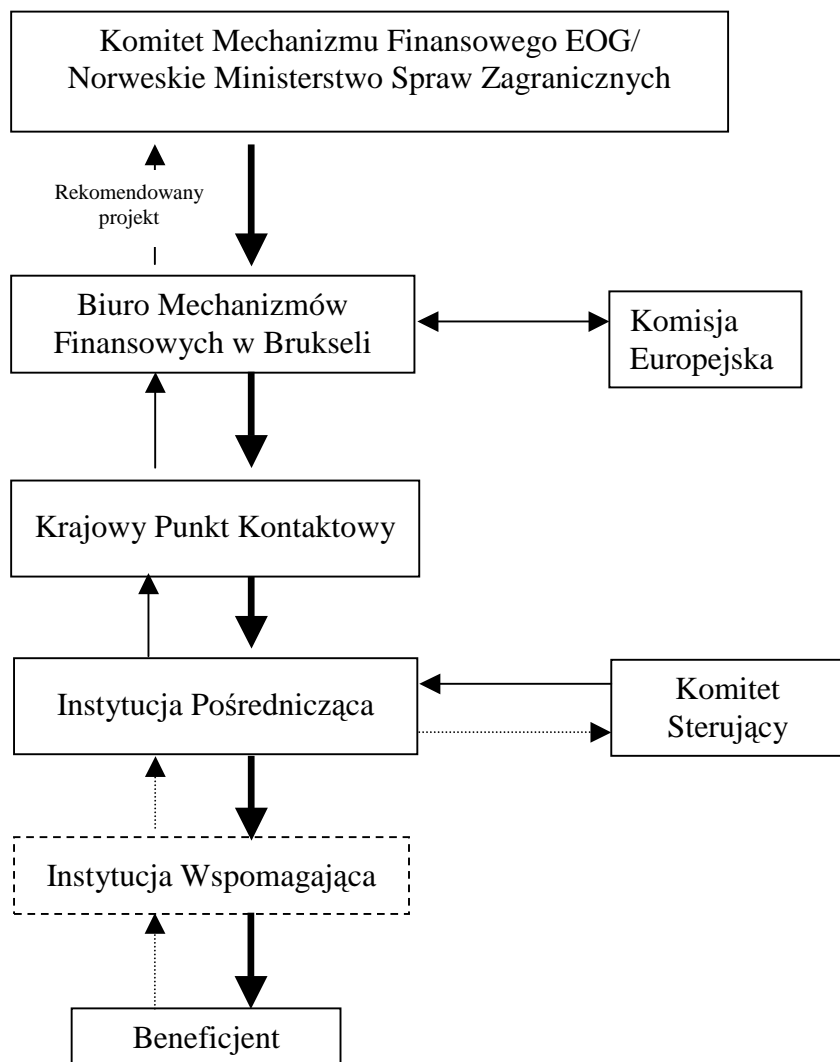 Komitet Mechanizmu Finansowego EOG/
Norweskie Ministerstwo Spraw Zagranicznych
Rekomendowany
projekt
Biuro Mechanizmów
Finansowych w Brukseli
Komisja
Europejska
Krajowy Punkt Kontaktowy
Instytucja Pośrednicząca
Komitet
Sterujący
Instytucja Wspomagająca
Beneficjent